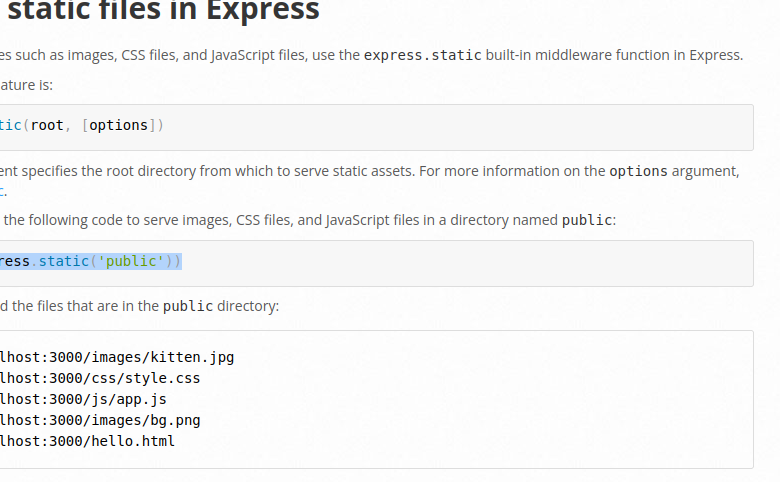 static files in Express
es such as images, CSS files, and JavaScript files, use the express.static built-in middleware function in Express.
ature is:
tic(root, [options])
ent specifies the root directory from which to serve static assets. For more information on the options argument,
c.
the following code to serve images, CSS files, and JavaScript files in a directory named public:
ress.static('public'))
d the files that are in the public directory:
lhost:3000/images/kitten.jpg
lhost:3000/css/style.css
lhost:3000/js/app.js
lhost:3000/images/bg.png
lhost:3000/hello.html